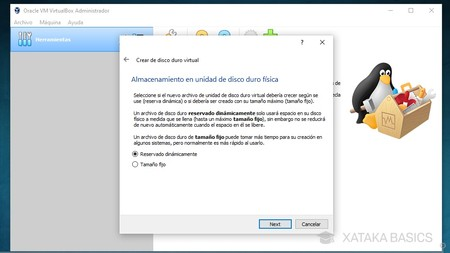 Oracle VM VirtualBox Administrador
Archivo Máquina Ayuda
Herramientas
? ×
← Crear de disco duro virtual
Almacenamiento en unidad de disco duro física
Seleccione si el nuevo archivo de unidad de disco duro virtual debería crecer según se
use (reserva dinámica) o si debería ser creado con su tamaño máximo (tamaño fijo).
Un archivo de disco duro reservado dinámicamente solo usará espacio en su disco
físico a medida que se llena (hasta un máximo tamaño fijo), sin embargo no se reducirá
de nuevo automáticamente cuando el espacio en él se libere.
Un archivo de disco duro de tamaño fijo puede tomar más tiempo para su creación en
algunos sistemas, pero normalmente es más rápido al usarlo.
Reservado dinámicamente
Tamaño fijo
Next Cancelar
XATAKA BASICS